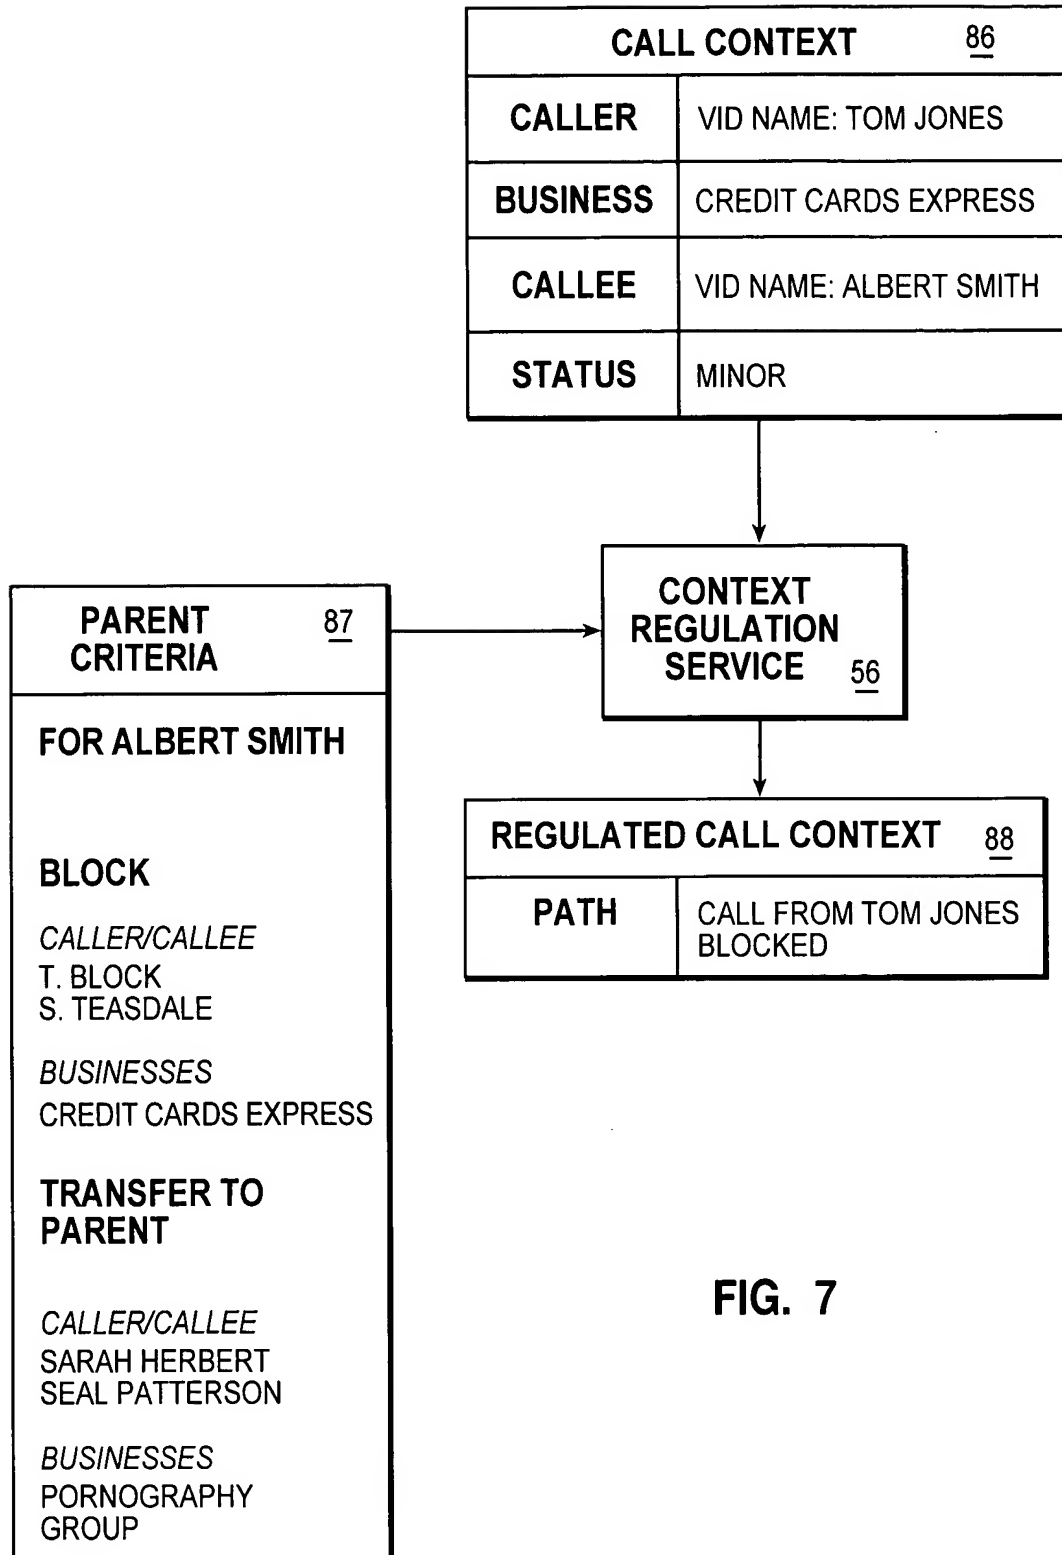 CALL CONTEXT 86
CALLER VID NAME: TOM JONES
BUSINESS CREDIT CARDS EXPRESS
CALLEE VID NAME: ALBERT SMITH
STATUS MINOR
CONTEXT
REGULATION
SERVICE 56
PARENT 87
CRITERIA
FOR ALBERT SMITH
BLOCK
CALLER/CALLEE
T. BLOCK
S. TEASDALE
BUSINESSES
CREDIT CARDS EXPRESS
TRANSFER TO
PARENT
CALLER/CALLEE
SARAH HERBERT
SEAL PATTERSON
BUSINESSES
PORNOGRAPHY
GROUP
REGULATED CALL CONTEXT 88
PATH CALL FROM TOM JONES
BLOCKED
FIG. 7